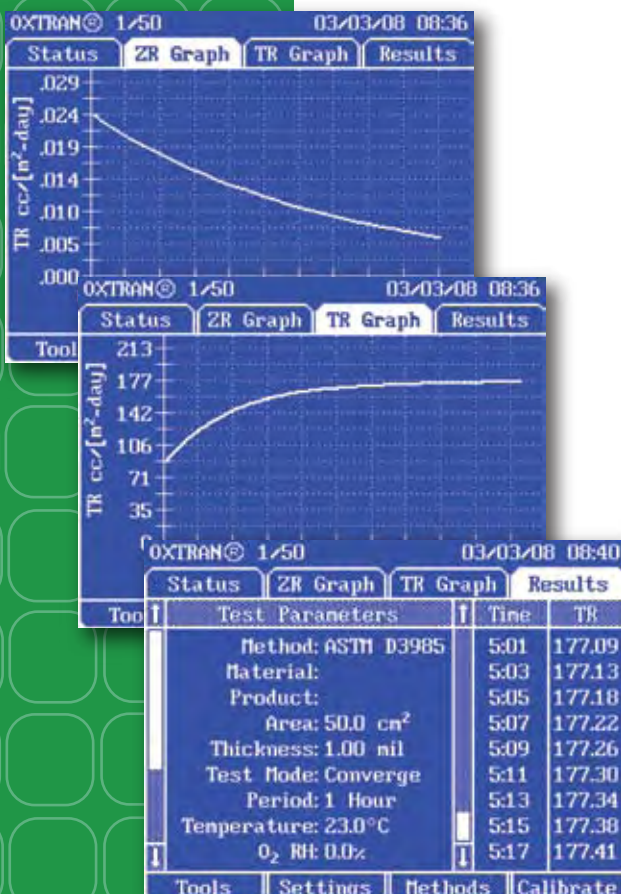 OXTRAN® 1/50 03/03/08 08:36
Status ZR Graph TR Graph Results
TR cc/[m²-day]
.029
.024
.019
.014
.010
.005
.000
Tool
OXTRAN® 1/50 03/03/08 08:36
Status ZR Graph TR Graph Results
TR cc/[m²-day]
213
177
142
106
71
35
Too
OXTRAN® 1/50 03/03/08 08:40
Status ZR Graph TR Graph Results
Test Parameters Time TR
Method: ASTM D3985 5:01 177.09
Material: 5:03 177.13
Product: 5:05 177.18
Area: 50.0 cm² 5:07 177.22
Thickness: 1.00 mil 5:09 177.26
Test Mode: Converge 5:11 177.30
Period: 1 Hour 5:13 177.34
Temperature: 23.0°C 5:15 177.38
O₂ RH: 0.0% 5:17 177.41
Tools Settings Methods Calibrate